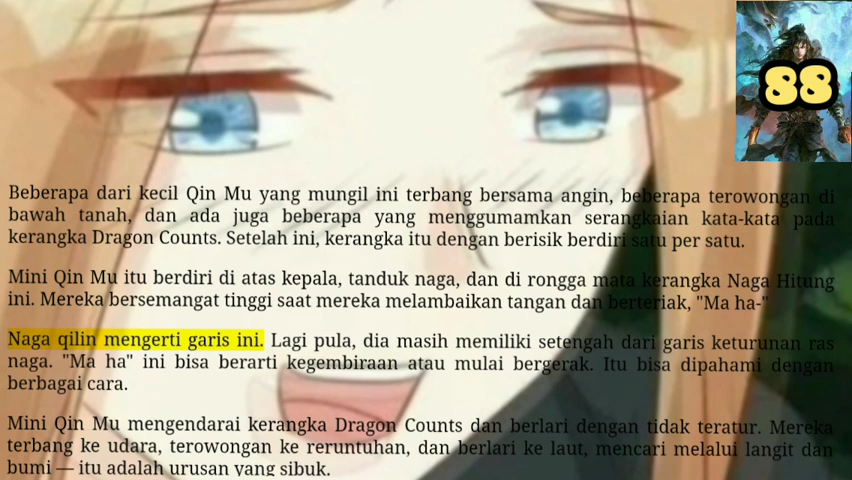 88
Beberapa dari kecil Qin Mu yang mungil ini terbang bersama angin, beberapa terowongan di
bawah tanah, dan ada juga beberapa yang menggumamkan serangkaian kata-kata pada
kerangka Dragon Counts. Setelah ini, kerangka itu dengan berisik berdiri satu per satu.
Mini Qin Mu itu berdiri di atas kepala, tanduk naga, dan di rongga mata kerangka Naga Hitung
ini. Mereka bersemangat tinggi saat mereka melambaikan tangan dan berteriak, "Ma ha-"
Naga qilin mengerti garis ini. Lagi pula, dia masih memiliki setengah dari garis keturunan ras
naga. "Ma ha" ini bisa berarti kegembiraan atau mulai bergerak. Itu bisa dipahami dengan
berbagai cara.
Mini Qin Mu mengendarai kerangka Dragon Counts dan berlari dengan tidak teratur. Mereka
terbang ke udara, terowongan ke reruntuhan, dan berlari ke laut, mencari melalui langit dan
bumi — itu adalah urusan yang sibuk.